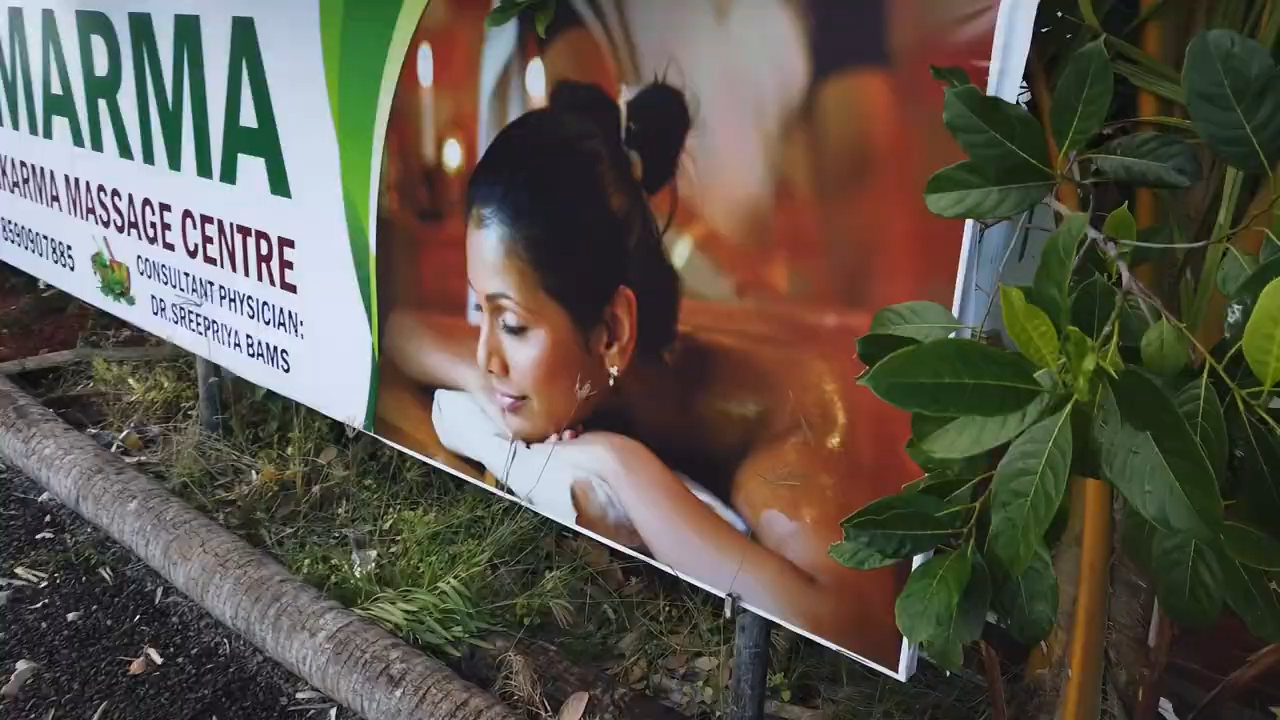 MARMA
KARMA MASSAGE CENTRE
8590907885
CONSULTANT PHYSICIAN:
DR.SREEPRIYA BAMS